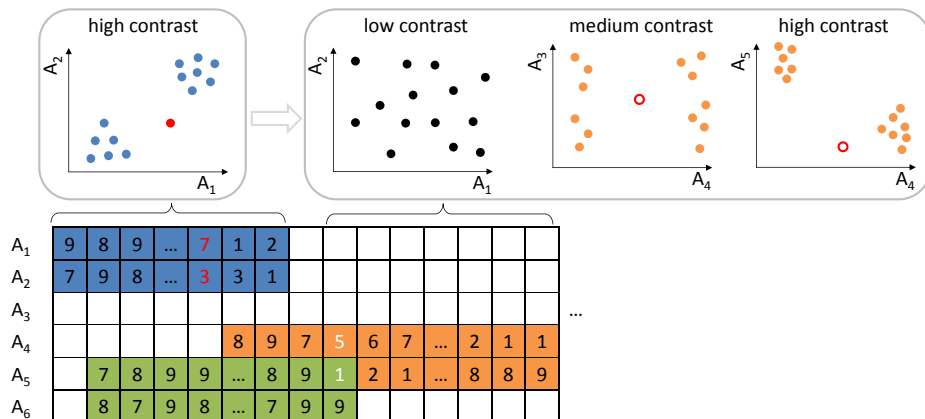 high contrast
low contrast
medium contrast
high contrast
A2
A1
A2
A1
A3
A4
A5
A4
A1 9 8 9 ... 7 1 2
A2 7 9 8 ... 3 3 1
A3 ...
A4 8 9 7 5 6 7 ... 2 1 1
A5 7 8 9 9 ... 8 9 1 2 1 ... 8 8 9
A6 8 7 9 8 ... 7 9 9